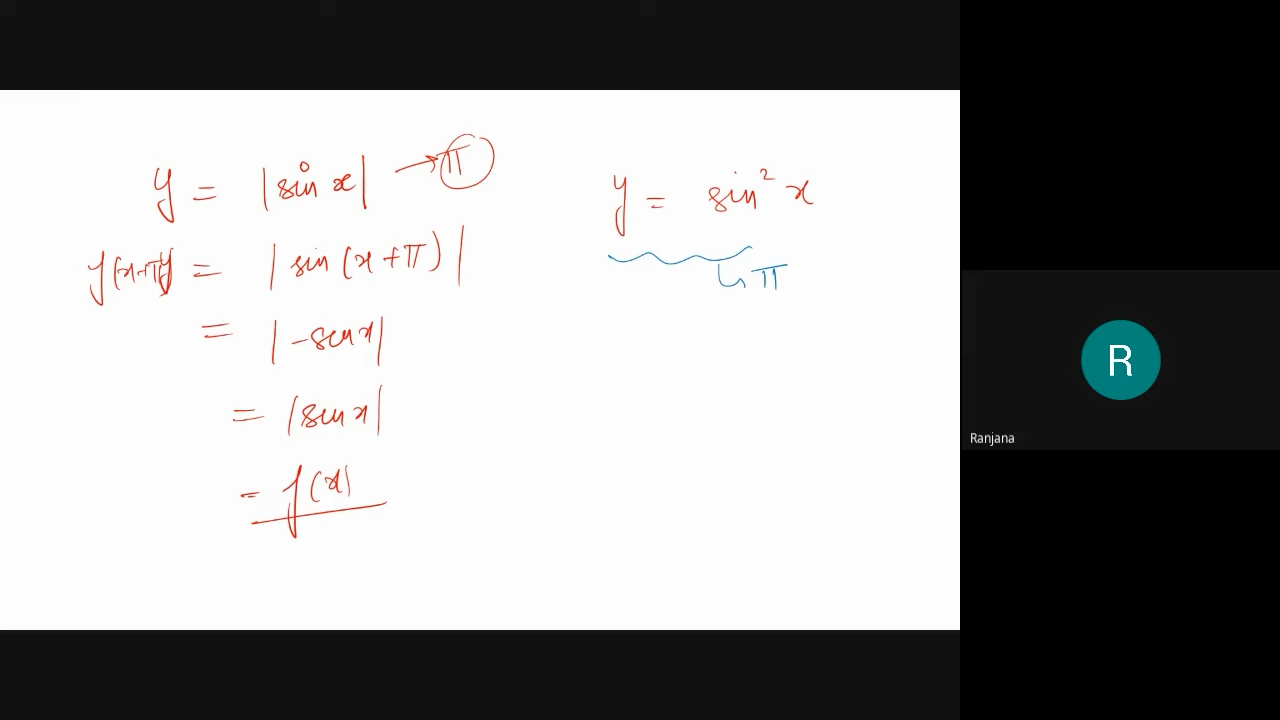 y = |sin x| → π
f(x+π) = |sin(x+π)|
= |-sin x|
= |sin x|
= f(x)
y = sin² x
↳ π
R
Ranjana